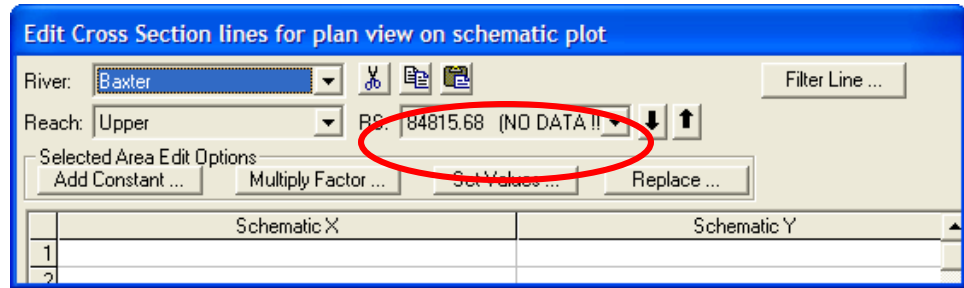 Edit Cross Section lines for plan view on schematic plot
River: Baxter Filter Line ...
Reach: Upper RS: 84815.68 (NO DATA !!
Selected Area Edit Options
Add Constant ... Multiply Factor ... Set Values ... Replace ...
Schematic X Schematic Y
1
2